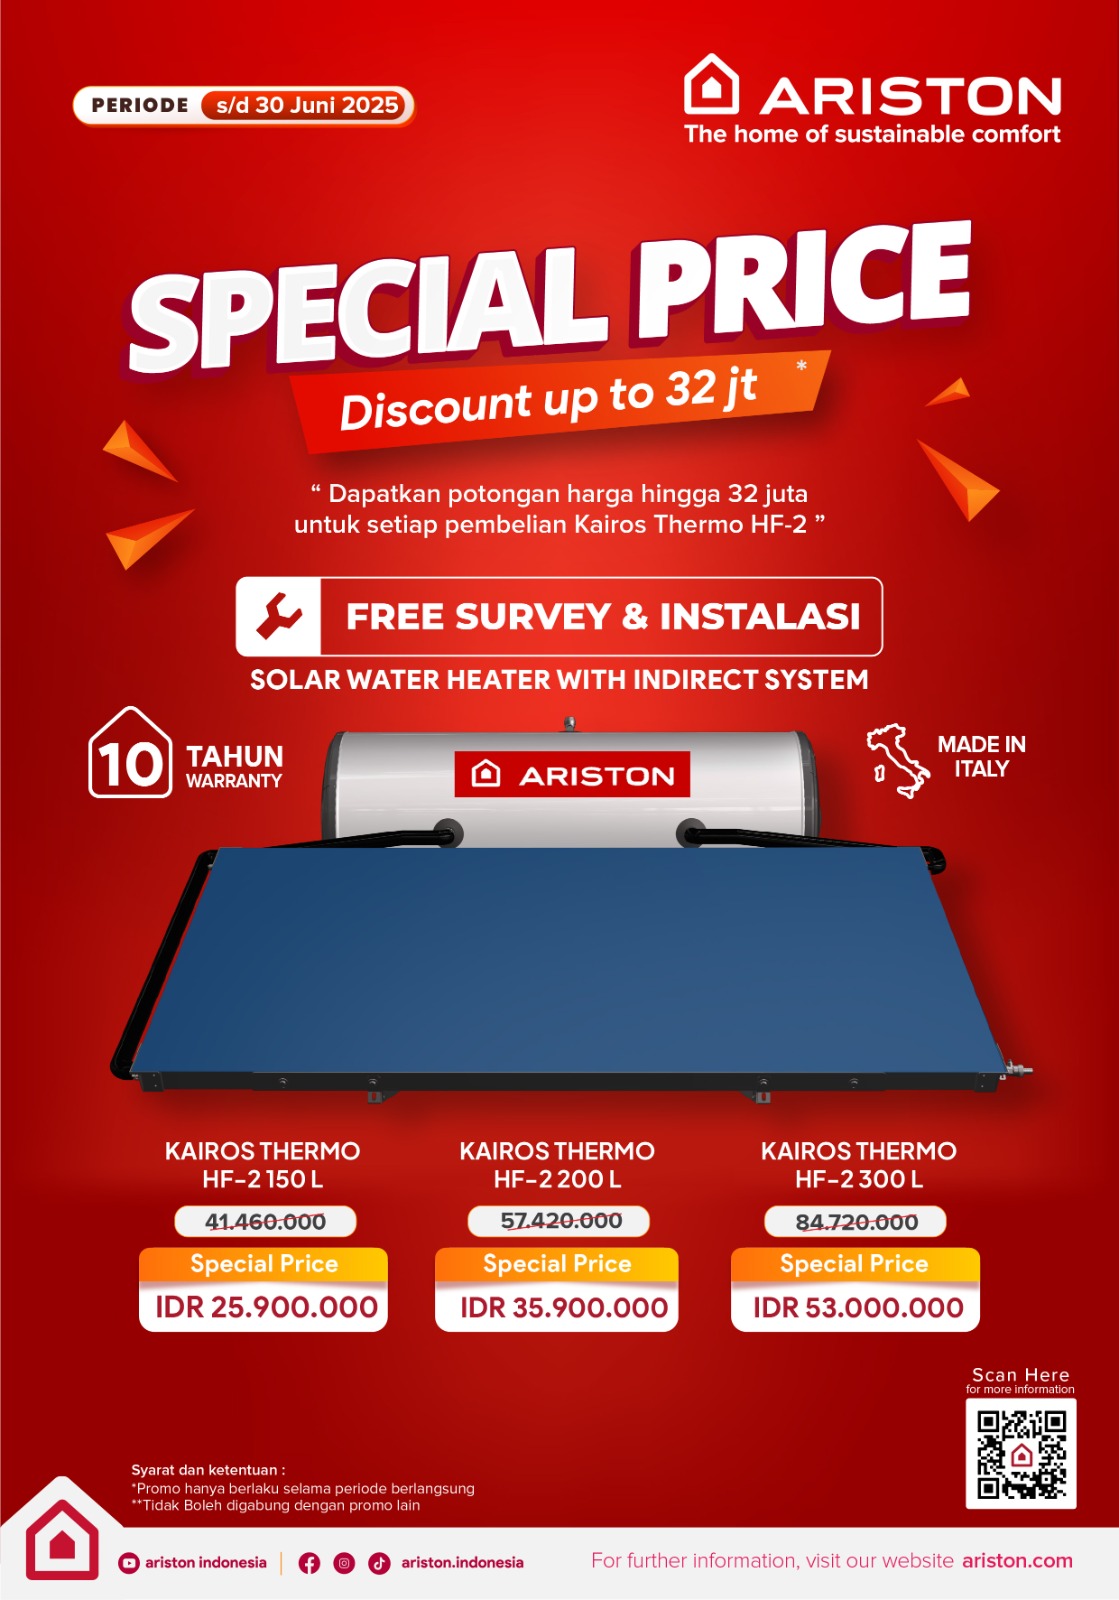 PERIODE s/d 30 Juni 2025
ARISTON
The home of sustainable comfort
SPECIAL PRICE
Discount up to 32 jt *
“ Dapatkan potongan harga hingga 32 juta
untuk setiap pembelian Kairos Thermo HF-2 ”
FREE SURVEY & INSTALASI
SOLAR WATER HEATER WITH INDIRECT SYSTEM
10 TAHUN
WARRANTY
ARISTON
MADE IN
ITALY
KAIROS THERMO
HF-2 150 L
41.460.000
Special Price
IDR 25.900.000
KAIROS THERMO
HF-2 200 L
57.420.000
Special Price
IDR 35.900.000
KAIROS THERMO
HF-2 300 L
84.720.000
Special Price
IDR 53.000.000
Scan Here
for more information
Syarat dan ketentuan :
*Promo hanya berlaku selama periode berlangsung
**Tidak Boleh digabung dengan promo lain
ariston indonesia
ariston.indonesia
For further information, visit our website ariston.com